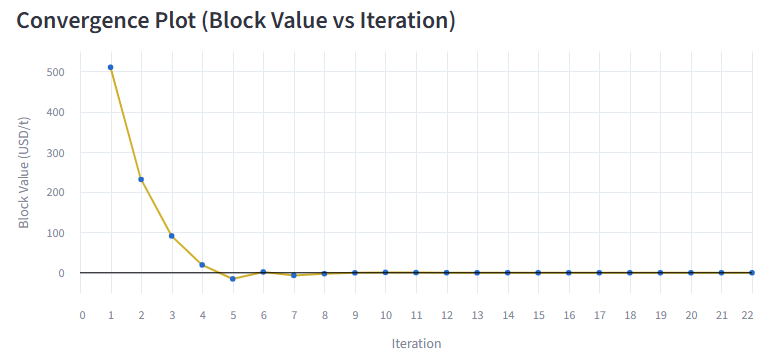 Convergence Plot (Block Value vs Iteration)
Block Value (USD/t)
500
400
300
200
100
0
0 1 2 3 4 5 6 7 8 9 10 11 12 13 14 15 16 17 18 19 20 21 22
Iteration